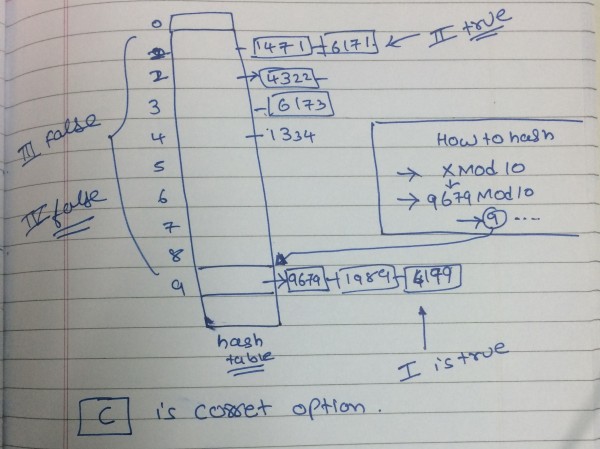 0
1 1471 6171 ← II true
2 → 4322
3 6173
III false 4 1334
How to hash
→ X Mod 10
→ 9679 Mod 10
→ 9 ....
5
IV false 6
7
8
9 → 9679 1989 4199
hash
table
I is true
C is corret option.